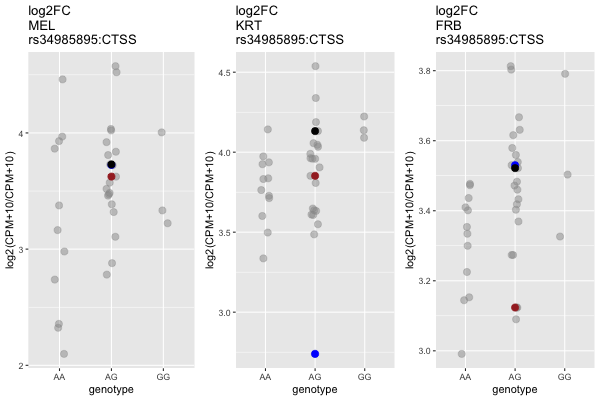 log2FC
MEL
rs34985895:CTSS
log2(CPM+10/CPM+10)
4
3
2
AA AG GG
genotype
log2FC
KRT
rs34985895:CTSS
log2(CPM+10/CPM+10)
4.5
4.0
3.5
3.0
AA AG GG
genotype
log2FC
FRB
rs34985895:CTSS
log2(CPM+10/CPM+10)
3.8
3.6
3.4
3.2
3.0
AA AG GG
genotype